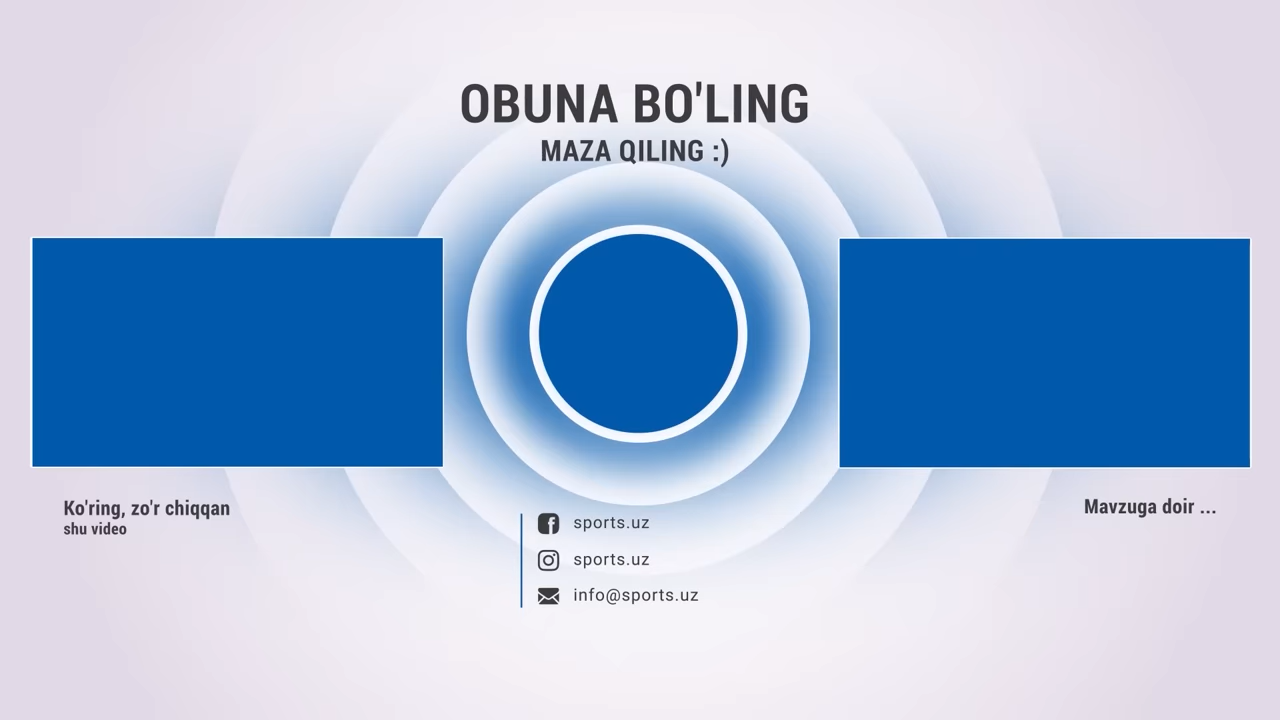 OBUNA BO'LING
MAZA QILING :)
Ko'ring, zo'r chiqqan
shu video
Mavzuga doir ...
sports.uz
sports.uz
info@sports.uz